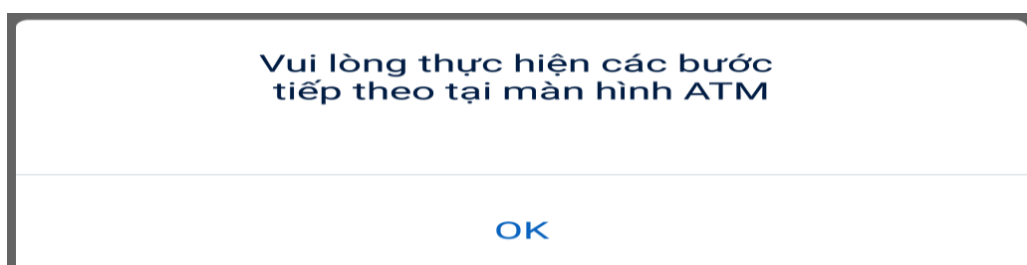 Vui lòng thực hiện các bước
tiếp theo tại màn hình ATM
OK